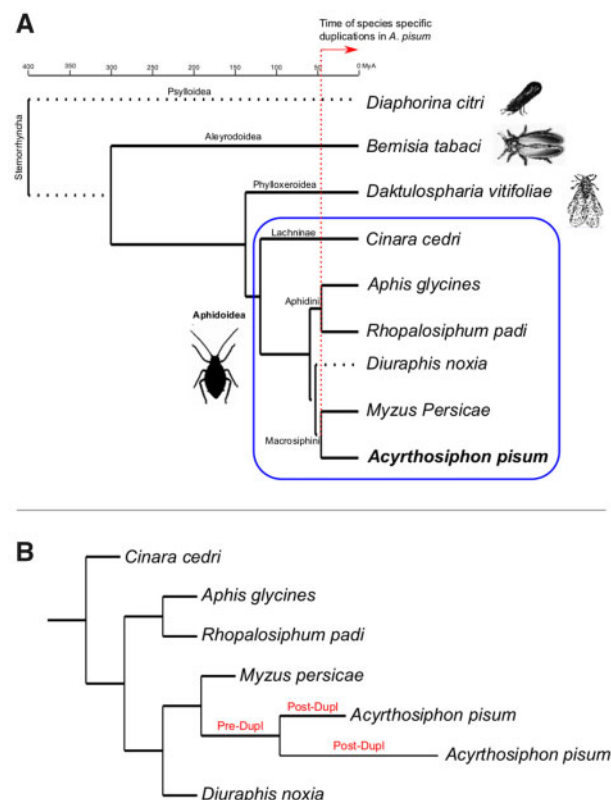 A
Time of species specific
duplications in A. pisum
400 350 300 250 200 150 100 50 0 MyA
Psylloidea
Diaphorina citri
Sternorrhyncha
Aleyrodoidea
Bemisia tabaci
Phylloxeroidea
Daktulospharia vitifoliae
Lachninae
Cinara cedri
Aphidini
Aphis glycines
Aphidoidea
Rhopalosiphum padi
Diuraphis noxia
Myzus Persicae
Macrosiphini
Acyrthosiphon pisum
B
Cinara cedri
Aphis glycines
Rhopalosiphum padi
Myzus persicae
Post-Dupl
Acyrthosiphon pisum
Pre-Dupl
Post-Dupl
Acyrthosiphon pisum
Diuraphis noxia